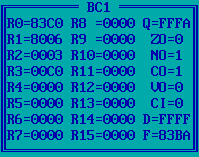 BC1
R0=83C0 R8 =0000 Q=FFFA
R1=8006 R9 =0000 ZO=0
R2=0003 R10=0000 NO=1
R3=00C0 R11=0000 CO=1
R4=0000 R12=0000 VO=0
R5=0000 R13=0000 CI=0
R6=0000 R14=0000 D=FFFF
R7=0000 R15=0000 F=83BA